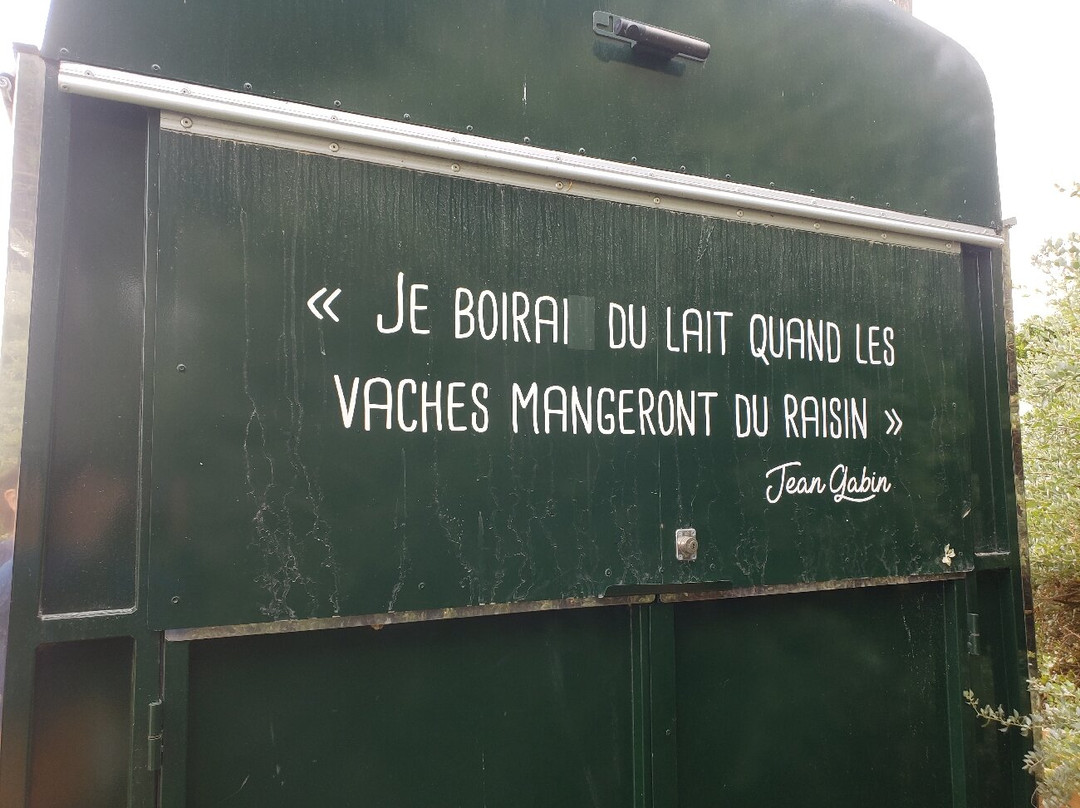 « JE BOIRAI DU LAIT QUAND LES
VACHES MANGERONT DU RAISIN »
Jean Gabin